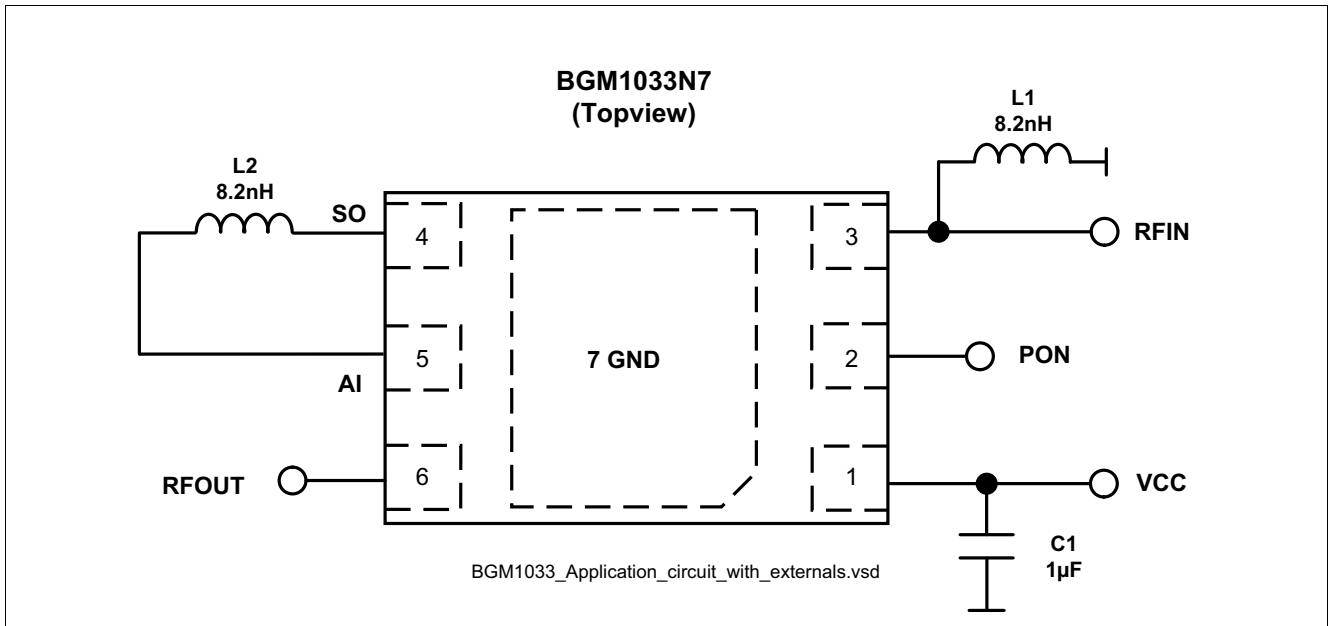 BGM1033N7
(Topview)
L1
8.2nH
L2
8.2nH
SO
4
3
RFIN
5
7 GND
2
PON
AI
RFOUT
6
1
VCC
C1
1µF
BGM1033_Application_circuit_with_externals.vsd